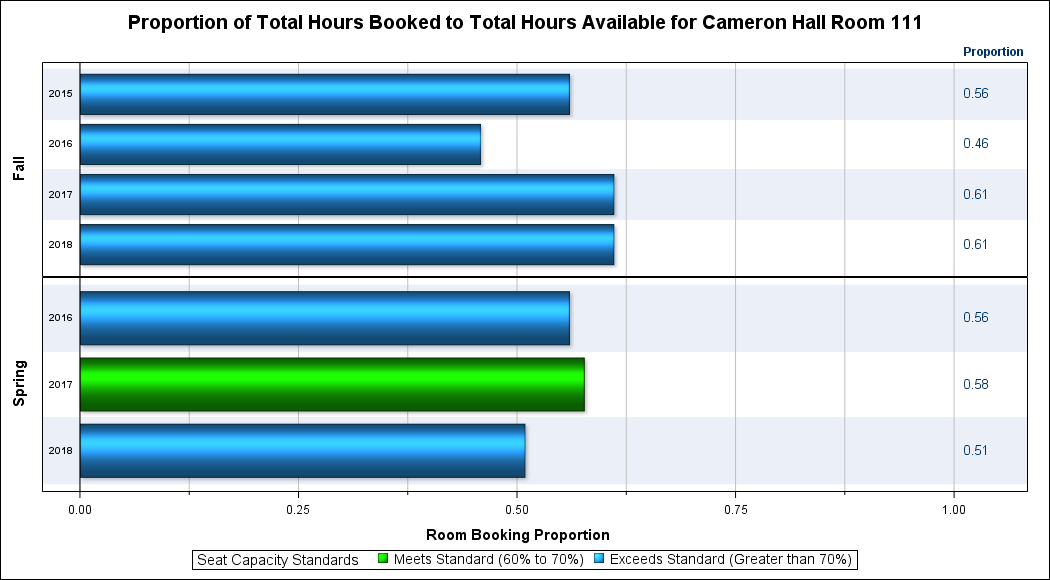 Proportion of Total Hours Booked to Total Hours Available for Cameron Hall Room 111
Proportion
Fall
2015 0.56
2016 0.46
2017 0.61
2018 0.61
Spring
2016 0.56
2017 0.58
2018 0.51
0.00 0.25 0.50 0.75 1.00
Room Booking Proportion
Seat Capacity Standards Meets Standard (60% to 70%) Exceeds Standard (Greater than 70%)